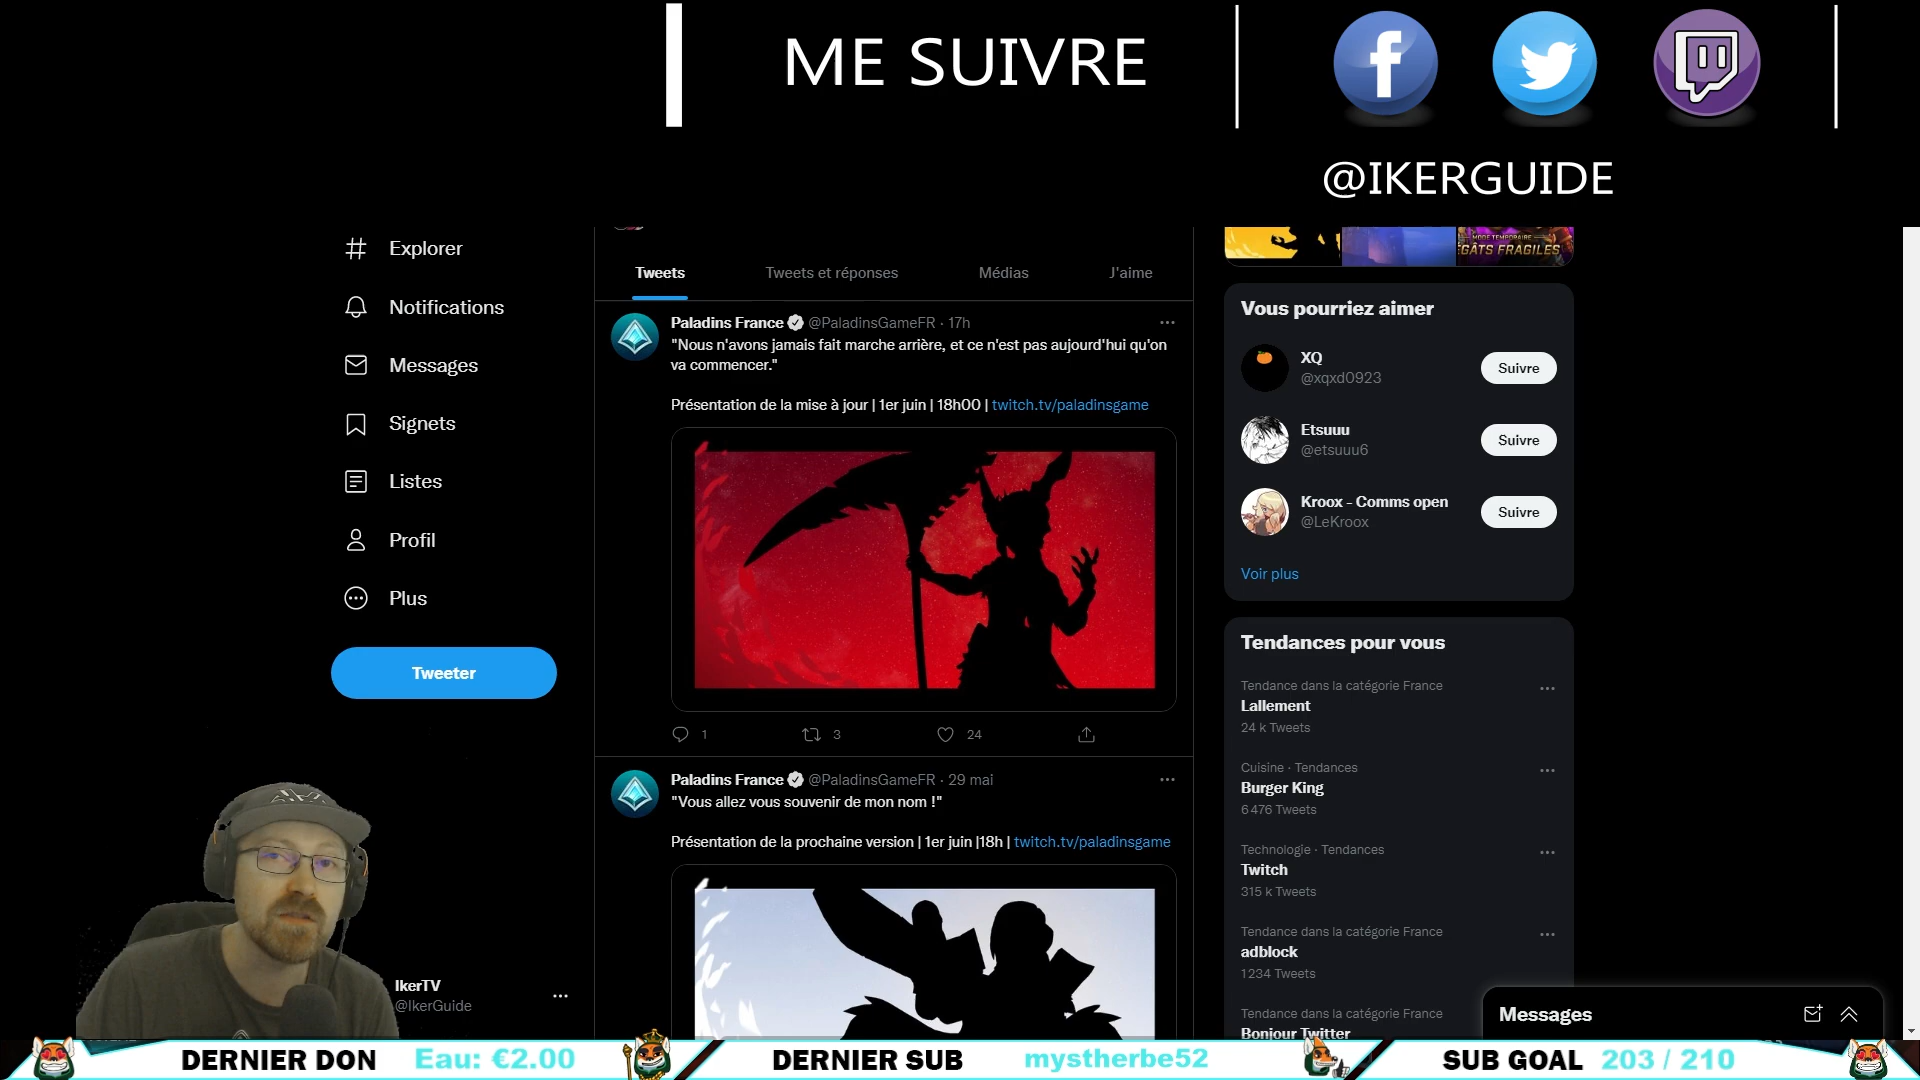 ME SUIVRE
@IKERGUIDE
Explorer
Notifications
Messages
Signets
Listes
Profil
Plus
Tweeter
IkerTV
@IkerGuide
Tweets
Tweets et réponses
Médias
J'aime
Paladins France @PaladinsGameFR · 17h
"Nous n'avons jamais fait marche arrière, et ce n'est pas aujourd'hui qu'on
va commencer."
Présentation de la mise à jour | 1er juin | 18h00 | twitch.tv/paladinsgame
1
3
24
Paladins France @PaladinsGameFR · 29 mai
"Vous allez vous souvenir de mon nom !"
Présentation de la prochaine version | 1er juin |18h | twitch.tv/paladinsgame
MODE TEMPORAIRE
ÉGÂTS FRAGILES
Vous pourriez aimer
XQ
@xqxd0923
Suivre
Etsuuu
@etsuuu6
Suivre
Kroox - Comms open
@LeKroox
Suivre
Voir plus
Tendances pour vous
Tendance dans la catégorie France
Lallement
24 k Tweets
Cuisine · Tendances
Burger King
6 476 Tweets
Technologie · Tendances
Twitch
315 k Tweets
Tendance dans la catégorie France
adblock
1 234 Tweets
Tendance dans la catégorie France
Bonjour Twitter
Messages
DERNIER DON Eau: €2.00
DERNIER SUB mystherbe52
SUB GOAL 203 / 210